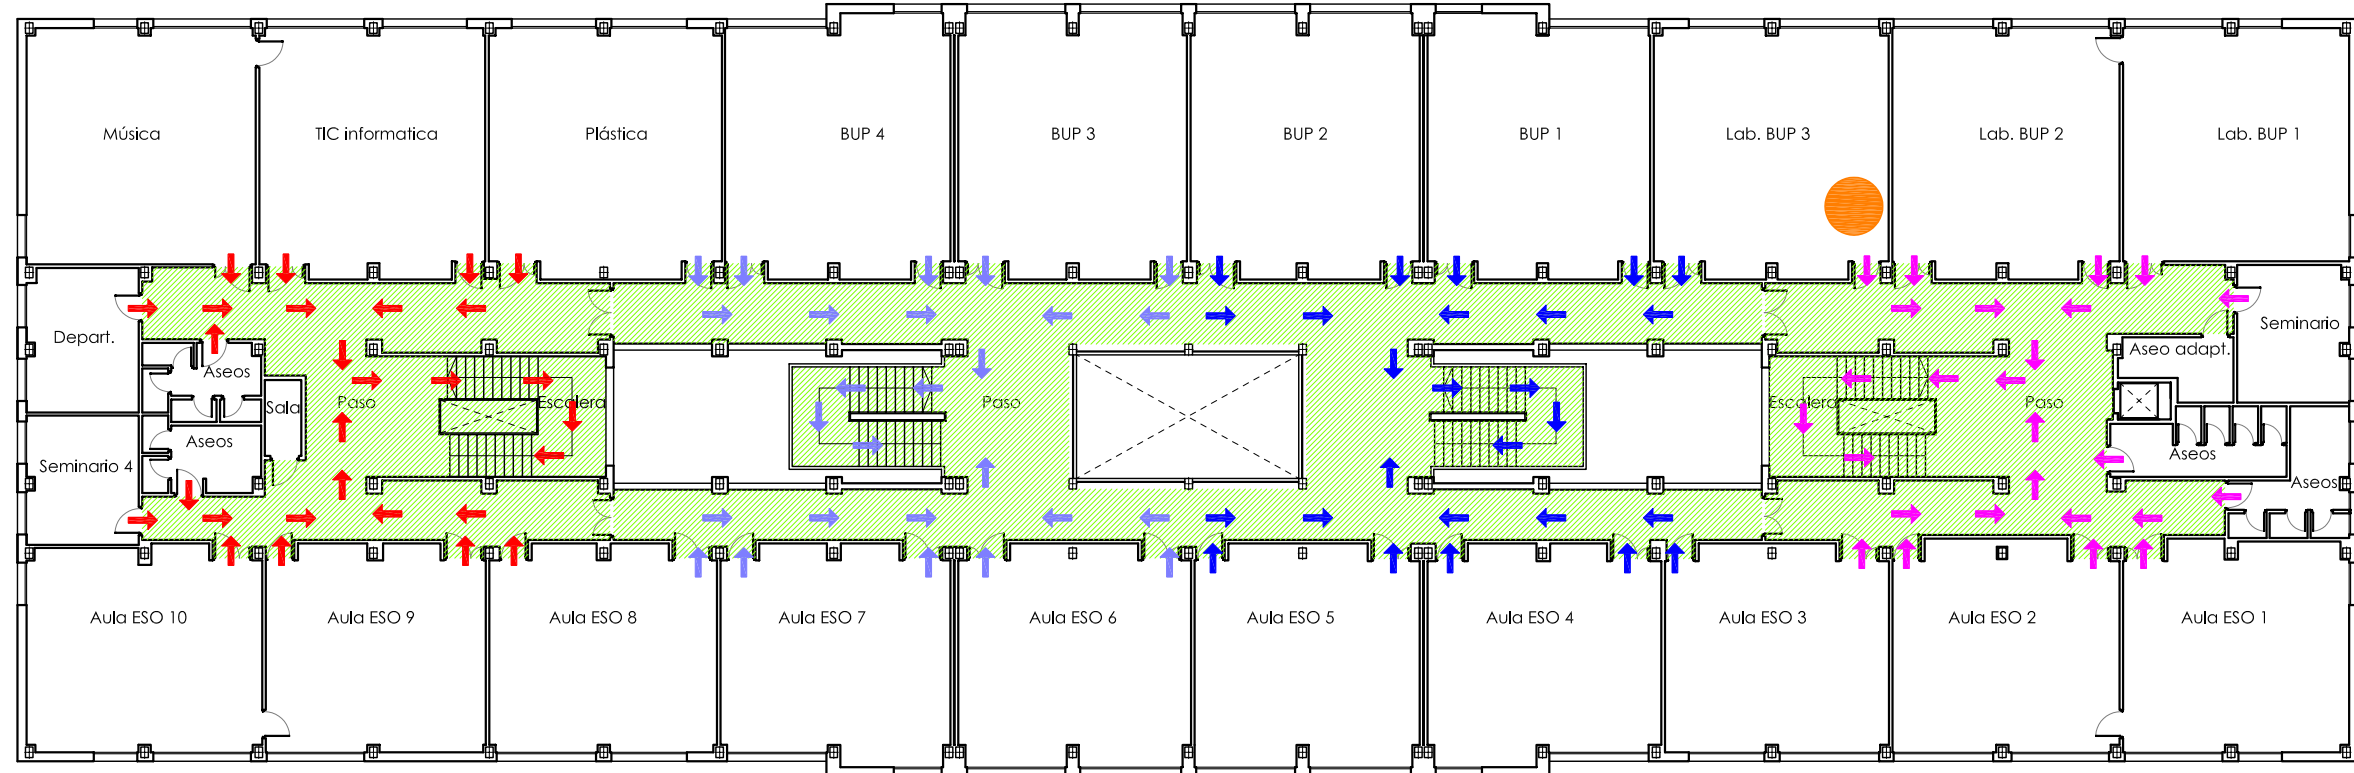 Música
TIC informatica
Plástica
BUP 4
BUP 3
BUP 2
BUP 1
Lab. BUP 3
Lab. BUP 2
Lab. BUP 1
Depart.
Seminario
Aseo adapt.
Aseos
Sala
Paso
Escalera
Paso
Escalera
Paso
Aseos
Seminario 4
Aseos
Aseos
Aula ESO 10
Aula ESO 9
Aula ESO 8
Aula ESO 7
Aula ESO 6
Aula ESO 5
Aula ESO 4
Aula ESO 3
Aula ESO 2
Aula ESO 1